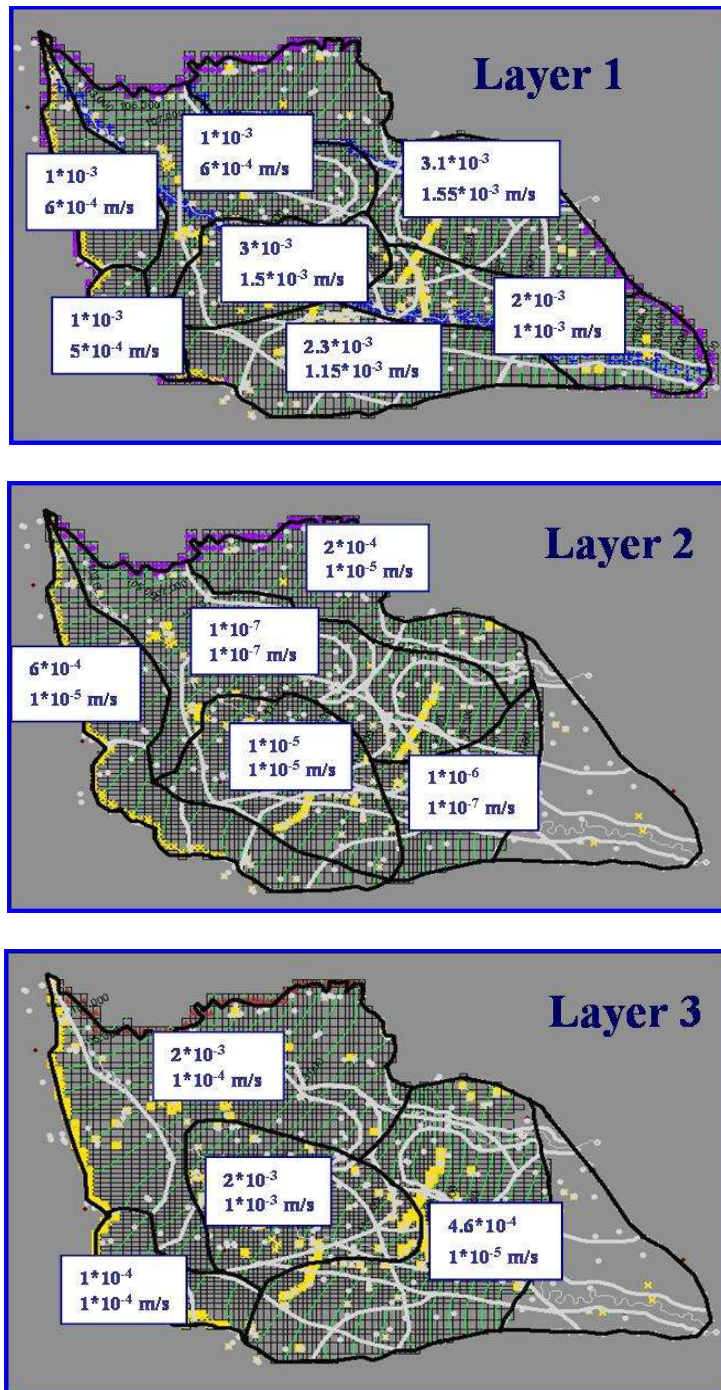 Layer 1
1*10-3
6*10-4 m/s
3.1*10-3
1.55*10-3 m/s
1*10-3
6*10-4 m/s
3*10-3
1.5*10-3 m/s
2*10-3
1*10-3 m/s
1*10-3
5*10-4 m/s
2.3*10-3
1.15*10-3 m/s
Layer 2
2*10-4
1*10-5 m/s
1*10-7
1*10-7 m/s
6*10-4
1*10-5 m/s
1*10-5
1*10-5 m/s
1*10-6
1*10-7 m/s
Layer 3
2*10-3
1*10-4 m/s
2*10-3
1*10-3 m/s
4.6*10-4
1*10-5 m/s
1*10-4
1*10-4 m/s